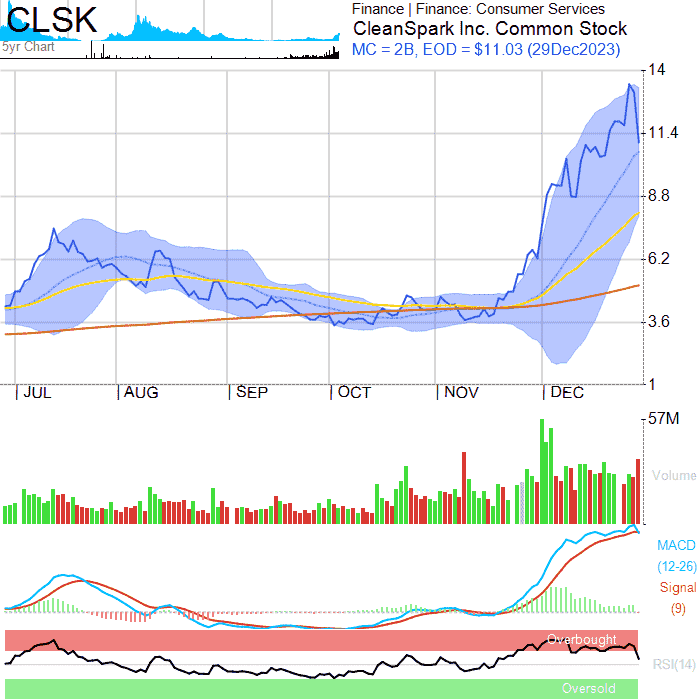 CLSK
5yr Chart
Finance | Finance: Consumer Services
CleanSpark Inc. Common Stock
MC = 2B, EOD = $11.03 (29Dec2023)
14
11.4
8.8
6.2
3.6
1
JUL AUG SEP OCT NOV DEC
57M
Volume
MACD
(12-26)
Signal
(9)
Overbought
RSI(14)
Oversold